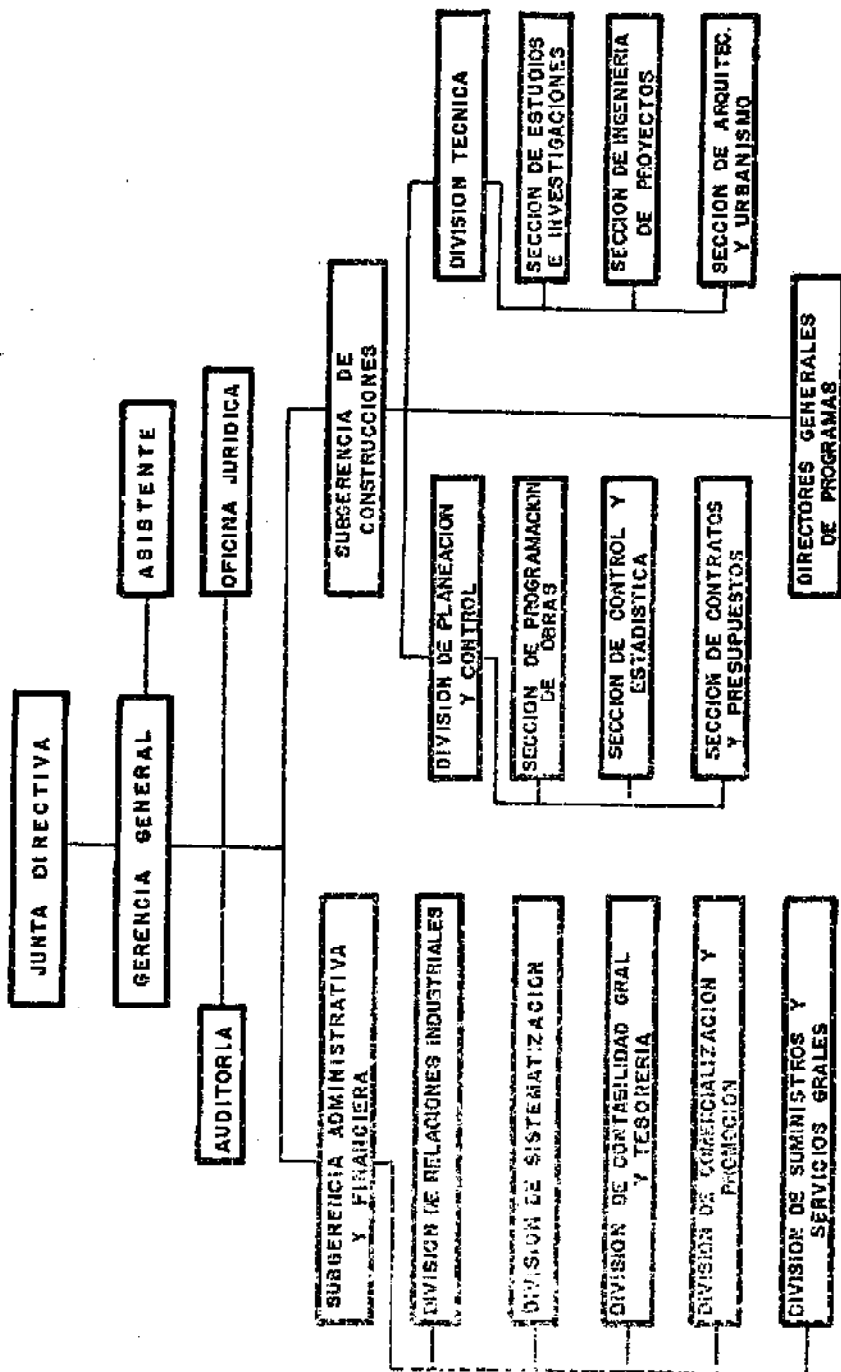 JUNTA DIRECTIVA
GERENCIA GENERAL
ASISTENTE
AUDITORIA
OFICINA JURIDICA
SUBGERENCIA ADMINISTRATIVA
Y FINANCIERA
DIVISION DE RELACIONES INDUSTRIALES
DIVISION DE SISTEMATIZACION
DIVISION DE CONTABILIDAD GRAL
Y TESORERIA
DIVISION DE COMERCIALIZACION Y
PROMOCION
DIVISION DE SUMINISTROS Y
SERVICIOS GRALES
SUBGERENCIA DE
CONSTRUCCIONES
DIVISION DE PLANEACION
Y CONTROL
SECCION DE PROGRAMACION
DE OBRAS
SECCION DE CONTROL Y
ESTADISTICA
SECCION DE CONTRATOS
Y PRESUPUESTOS
DIVISION TECNICA
SECCION DE ESTUDIOS
E INVESTIGACIONES
SECCION DE INGENIERIA
DE PROYECTOS
SECCION DE ARQUITEC.
Y URBANISMO
DIRECTORES GENERALES
DE PROGRAMAS